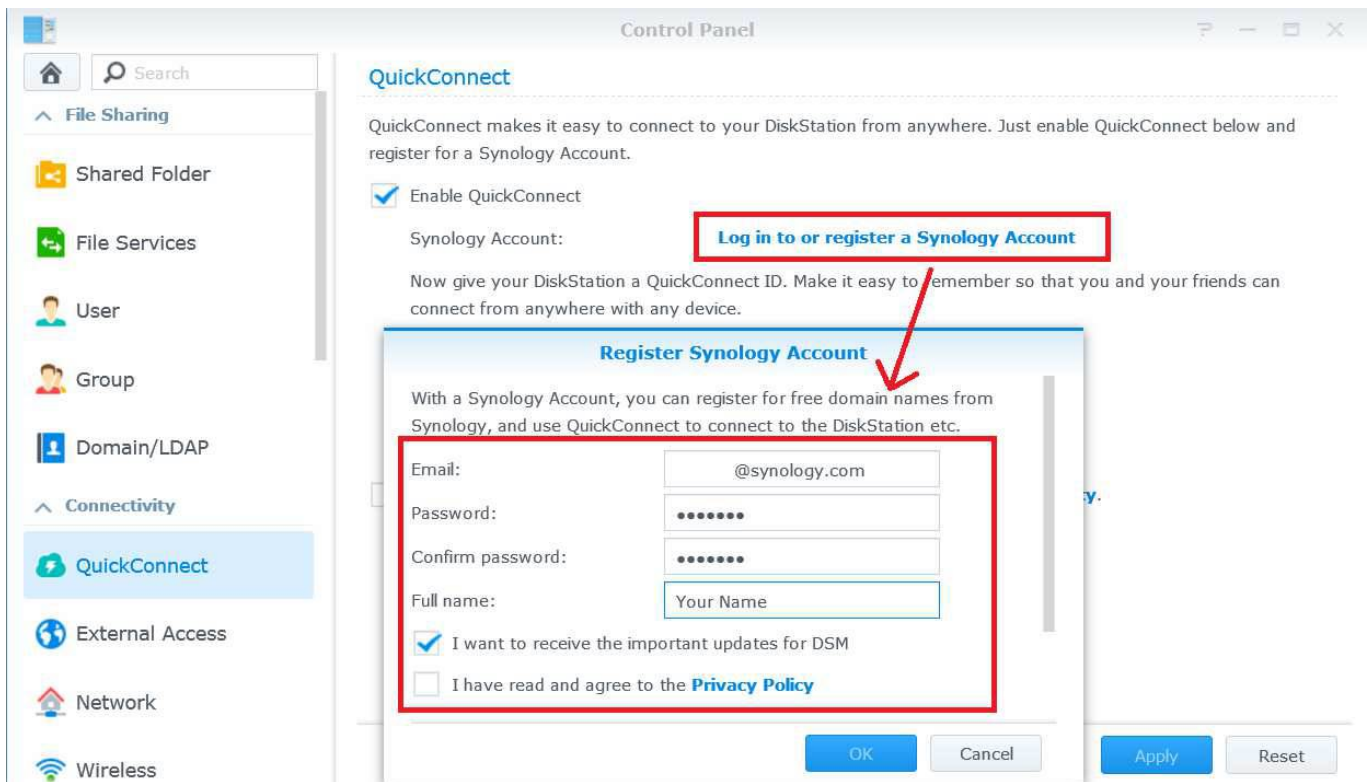 Control Panel
Search
File Sharing
Shared Folder
File Services
User
Group
Domain/LDAP
Connectivity
QuickConnect
External Access
Network
Wireless
QuickConnect
QuickConnect makes it easy to connect to your DiskStation from anywhere. Just enable QuickConnect below and
register for a Synology Account.
Enable QuickConnect
Synology Account: Log in to or register a Synology Account
Now give your DiskStation a QuickConnect ID. Make it easy to remember so that you and your friends can
connect from anywhere with any device.
Register Synology Account
With a Synology Account, you can register for free domain names from
Synology, and use QuickConnect to connect to the DiskStation etc.
Email: @synology.com
Password: •••••••
Confirm password: •••••••
Full name: Your Name
I want to receive the important updates for DSM
I have read and agree to the Privacy Policy
OK Cancel
Apply Reset